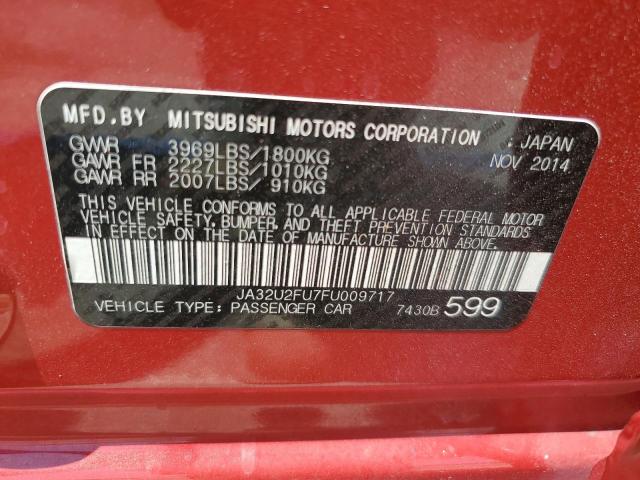 MFD.BY MITSUBISHI MOTORS CORPORATION . JAPAN
GVWR 3969LBS/1800KG NOV 2014
GAWR FR 2227LBS/1010KG
GAWR RR 2007LBS/ 910KG
THIS VEHICLE CONFORMS TO ALL APPLICABLE FEDERAL MOTOR
VEHICLE SAFETY, BUMPER, AND THEFT PREVENTION STANDARDS
IN EFFECT ON THE DATE OF MANUFACTURE SHOWN ABOVE.
JA32U2FU7FU009717
VEHICLE TYPE: PASSENGER CAR 7430B 599